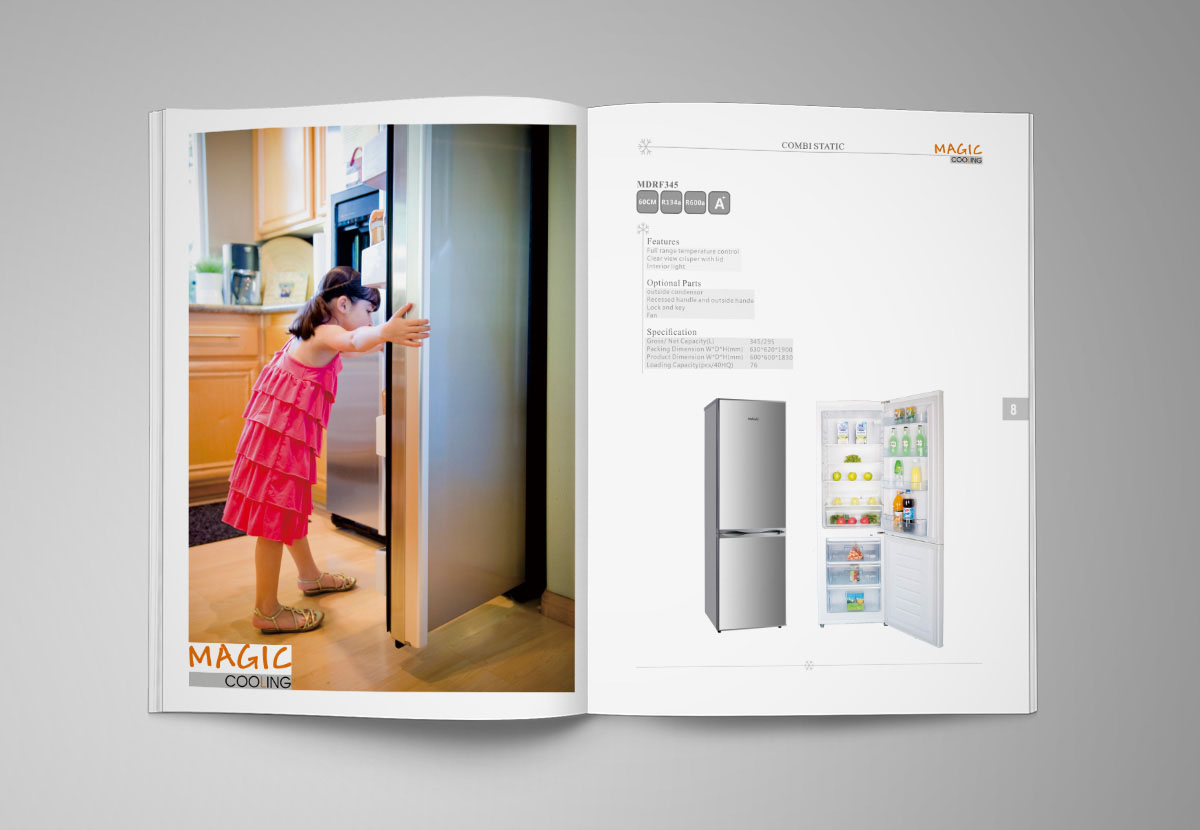 MAGIC
COOLING
COMBI STATIC
MAGIC
COOLING
MDRF345
60CM R134a R600a A+
Features
Full range temperature control
Clear view crisper with lid
Interior light
Optional Parts
outside condensor
Recessed handle and outside hande
Lock and key
Fan
Specification
Gross/ Net Capacity(L) 345/295
Packing Dimension W*D*H(mm) 630*620*1900
Product Dimension W*D*H(mm) 600*600*1850
Loading Capacity(pcs/40HQ) 76
8